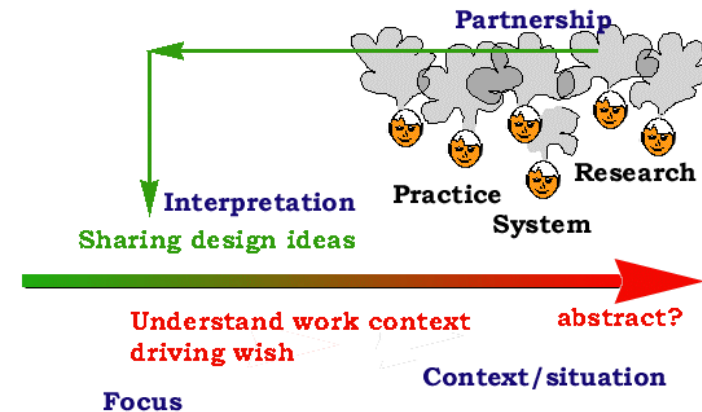 Partnership
Practice
Research
System
Interpretation
Sharing design ideas
Understand work context
driving wish
abstract?
Context/situation
Focus